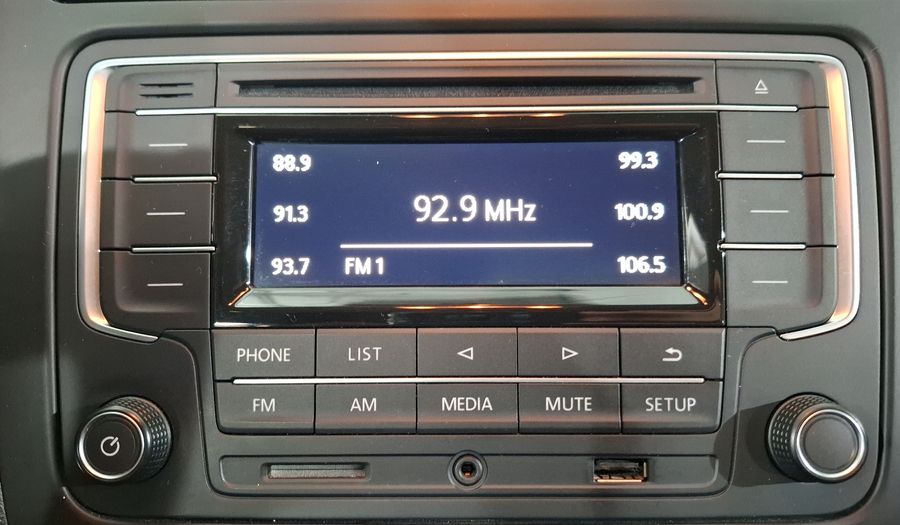 88.9 99.3
92.9 MHz
91.3 100.9
93.7 FM 1 106.5
PHONE LIST
FM AM MEDIA MUTE SETUP